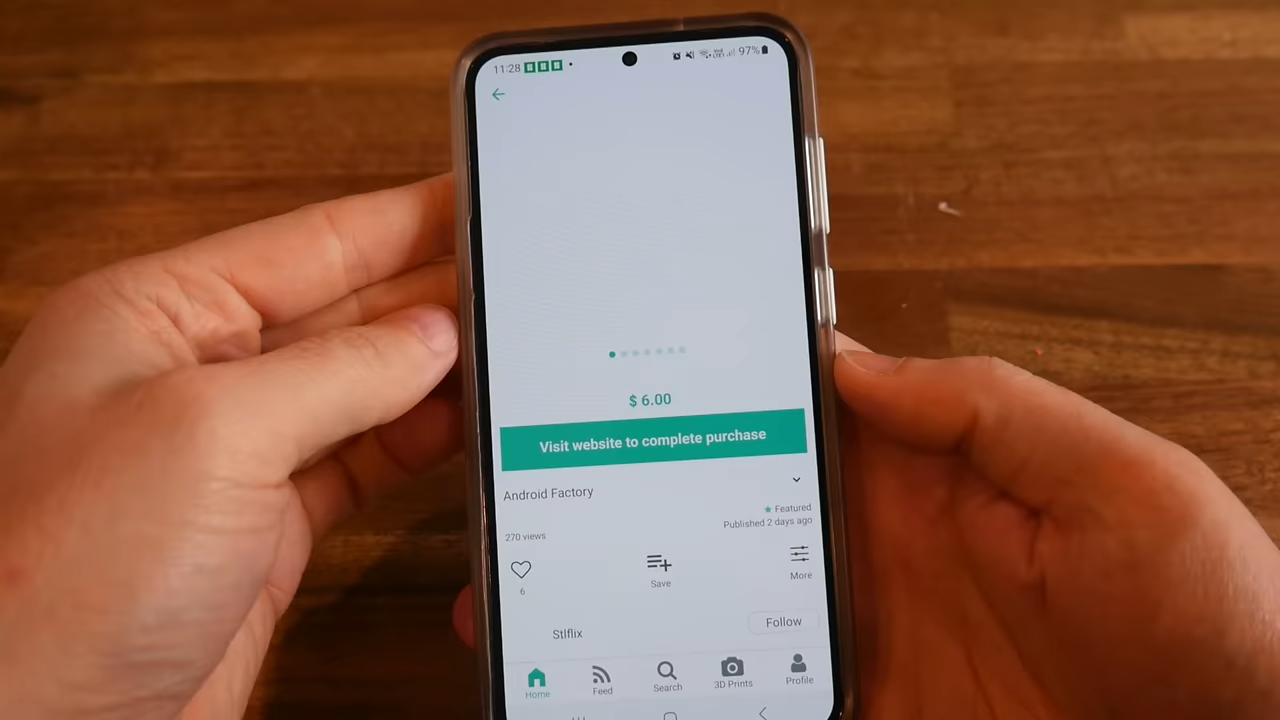 11:28 97%
$ 6.00
Visit website to complete purchase
Android Factory
Featured
Published 2 days ago
270 views
6
Save
More
Stlflix
Follow
Home
Feed
Search
3D Prints
Profile